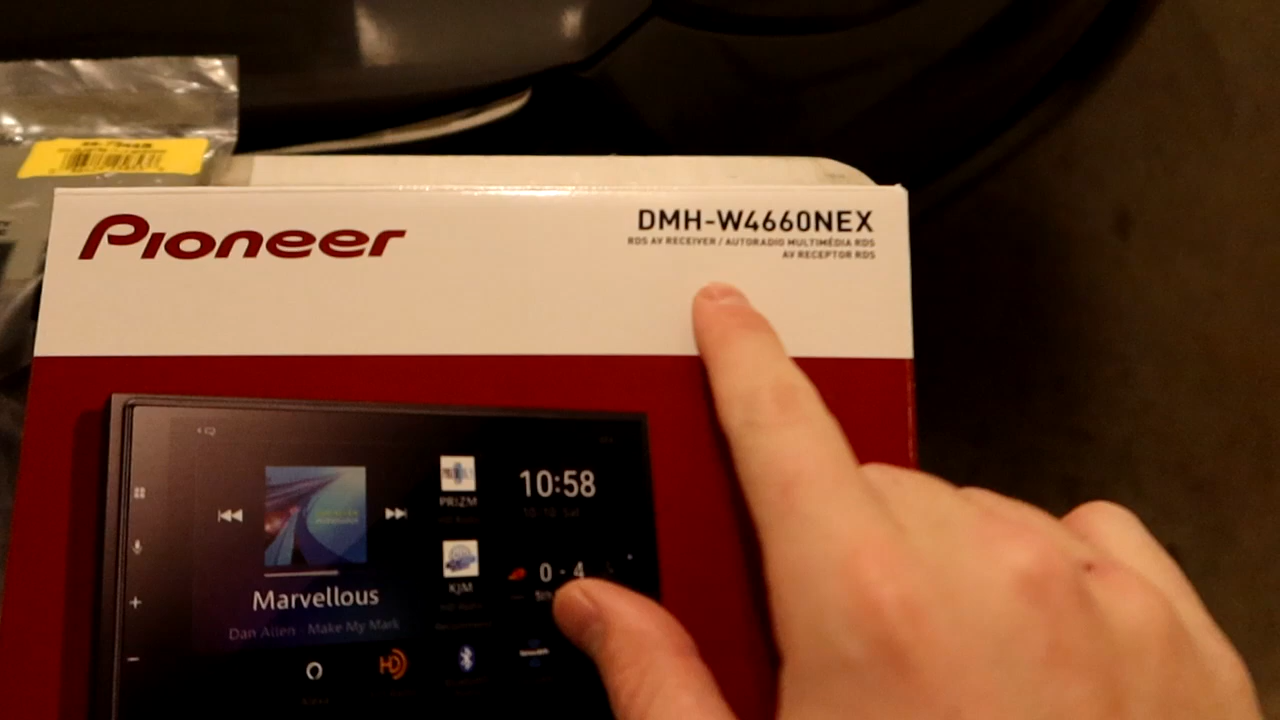 Pioneer
DMH-W4660NEX
RDS AV RECEIVER / AUTORADIO MULTIMÉDIA RDS
AV RECEPTOR RDS
10:58
PRIZM
0 - 4
KJM
Marvellous
Dan Allen - Make My Mark
HD